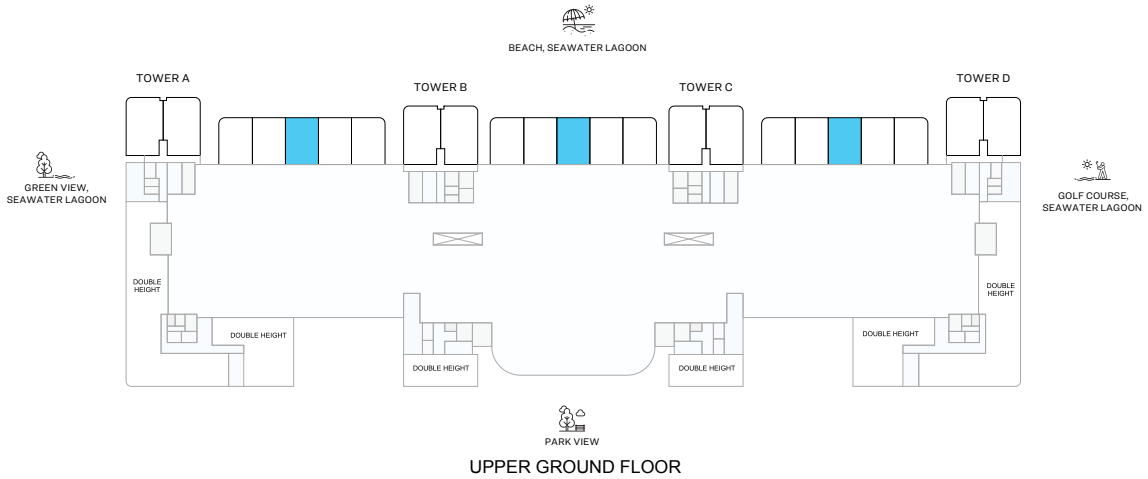 BEACH, SEAWATER LAGOON
TOWER A
TOWER B
TOWER C
TOWER D
GREEN VIEW,
SEAWATER LAGOON
GOLF COURSE,
SEAWATER LAGOON
DOUBLE
HEIGHT
DOUBLE
HEIGHT
DOUBLE HEIGHT
DOUBLE HEIGHT
DOUBLE HEIGHT
DOUBLE HEIGHT
PARK VIEW
UPPER GROUND FLOOR